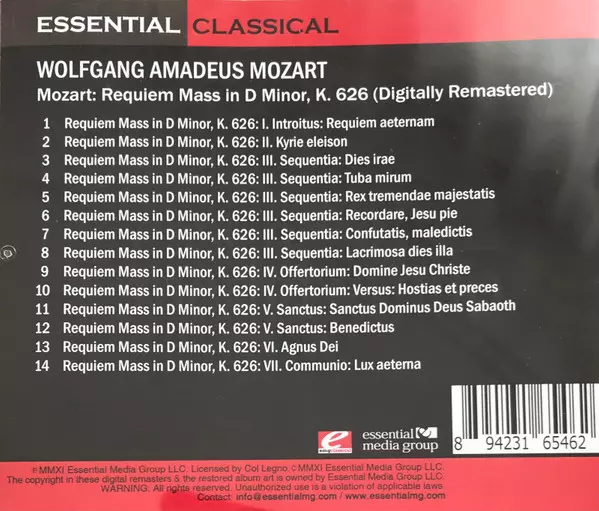 ESSENTIAL CLASSICAL
WOLFGANG AMADEUS MOZART
Mozart: Requiem Mass in D Minor, K. 626 (Digitally Remastered)
1 Requiem Mass in D Minor, K. 626: I. Introitus: Requiem aeternam
2 Requiem Mass in D Minor, K. 626: II. Kyrie eleison
3 Requiem Mass in D Minor, K. 626: III. Sequentia: Dies irae
4 Requiem Mass in D Minor, K. 626: III. Sequentia: Tuba mirum
5 Requiem Mass in D Minor, K. 626: III. Sequentia: Rex tremendae majestatis
6 Requiem Mass in D Minor, K. 626: III. Sequentia: Recordare, Jesu pie
7 Requiem Mass in D Minor, K. 626: III. Sequentia: Confutatis, maledictis
8 Requiem Mass in D Minor, K. 626: III. Sequentia: Lacrimosa dies illa
9 Requiem Mass in D Minor, K. 626: IV. Offertorium: Domine Jesu Christe
10 Requiem Mass in D Minor, K. 626: IV. Offertorium: Versus: Hostias et preces
11 Requiem Mass in D Minor, K. 626: V. Sanctus: Sanctus Dominus Deus Sabaoth
12 Requiem Mass in D Minor, K. 626: V. Sanctus: Benedictus
13 Requiem Mass in D Minor, K. 626: VI. Agnus Dei
14 Requiem Mass in D Minor, K. 626: VII. Communio: Lux aeterna
essential
media group
8 94231 65462
℗MMXI Essential Media Group LLC. Licensed by Col Legno. ©MMXI Essential Media Group LLC.
The copyright in these digital remasters & the restored album art is owned by Essential Media Group LLC.
WARNING: All rights reserved. Unauthorized use is a violation of applicable laws
Contact: info@essentialmg.com / www.essentialmg.com